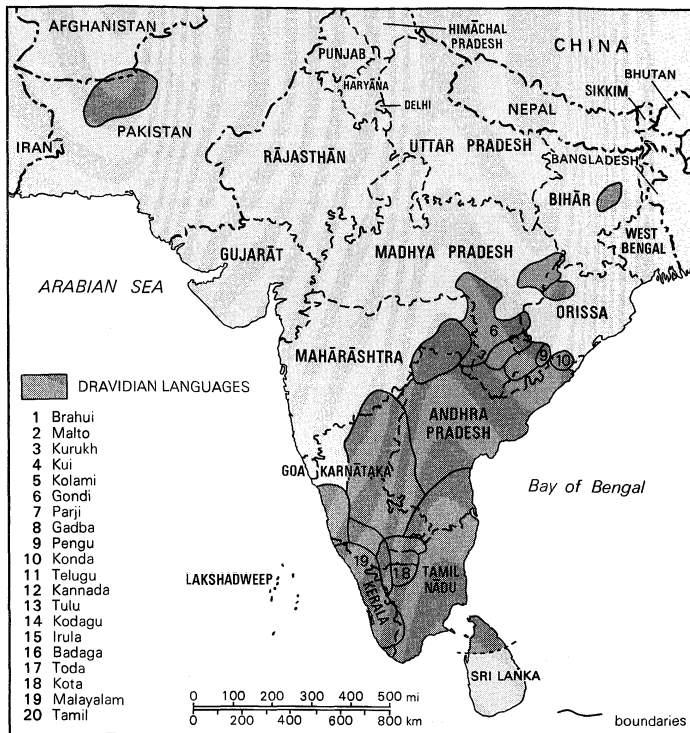 AFGHANISTAN
HIMĀCHAL
PRADESH
CHINA
PUNJAB
HARYĀNA
DELHI
BHUTAN
SIKKIM
NEPAL
PAKISTAN
IRAN
RĀJASTHĀN
UTTAR PRADESH
BANGLADESH
BIHĀR
WEST
BENGAL
GUJARĀT
MADHYA PRADESH
ARABIAN SEA
ORISSA
6
9
10
MAHĀRĀSHTRA
ANDHRA
PRADESH
GOA
KARNĀTAKA
Bay of Bengal
19
18
TAMIL
NĀDU
KERALA
LAKSHADWEEP
SRI LANKA
DRAVIDIAN LANGUAGES
1 Brahui
2 Malto
3 Kurukh
4 Kui
5 Kolami
6 Gondi
7 Parji
8 Gadba
9 Pengu
10 Konda
11 Telugu
12 Kannada
13 Tulu
14 Kodagu
15 Irula
16 Badaga
17 Toda
18 Kota
19 Malayalam
20 Tamil
0 100 200 300 400 500 mi
0 200 400 600 800 km
boundaries